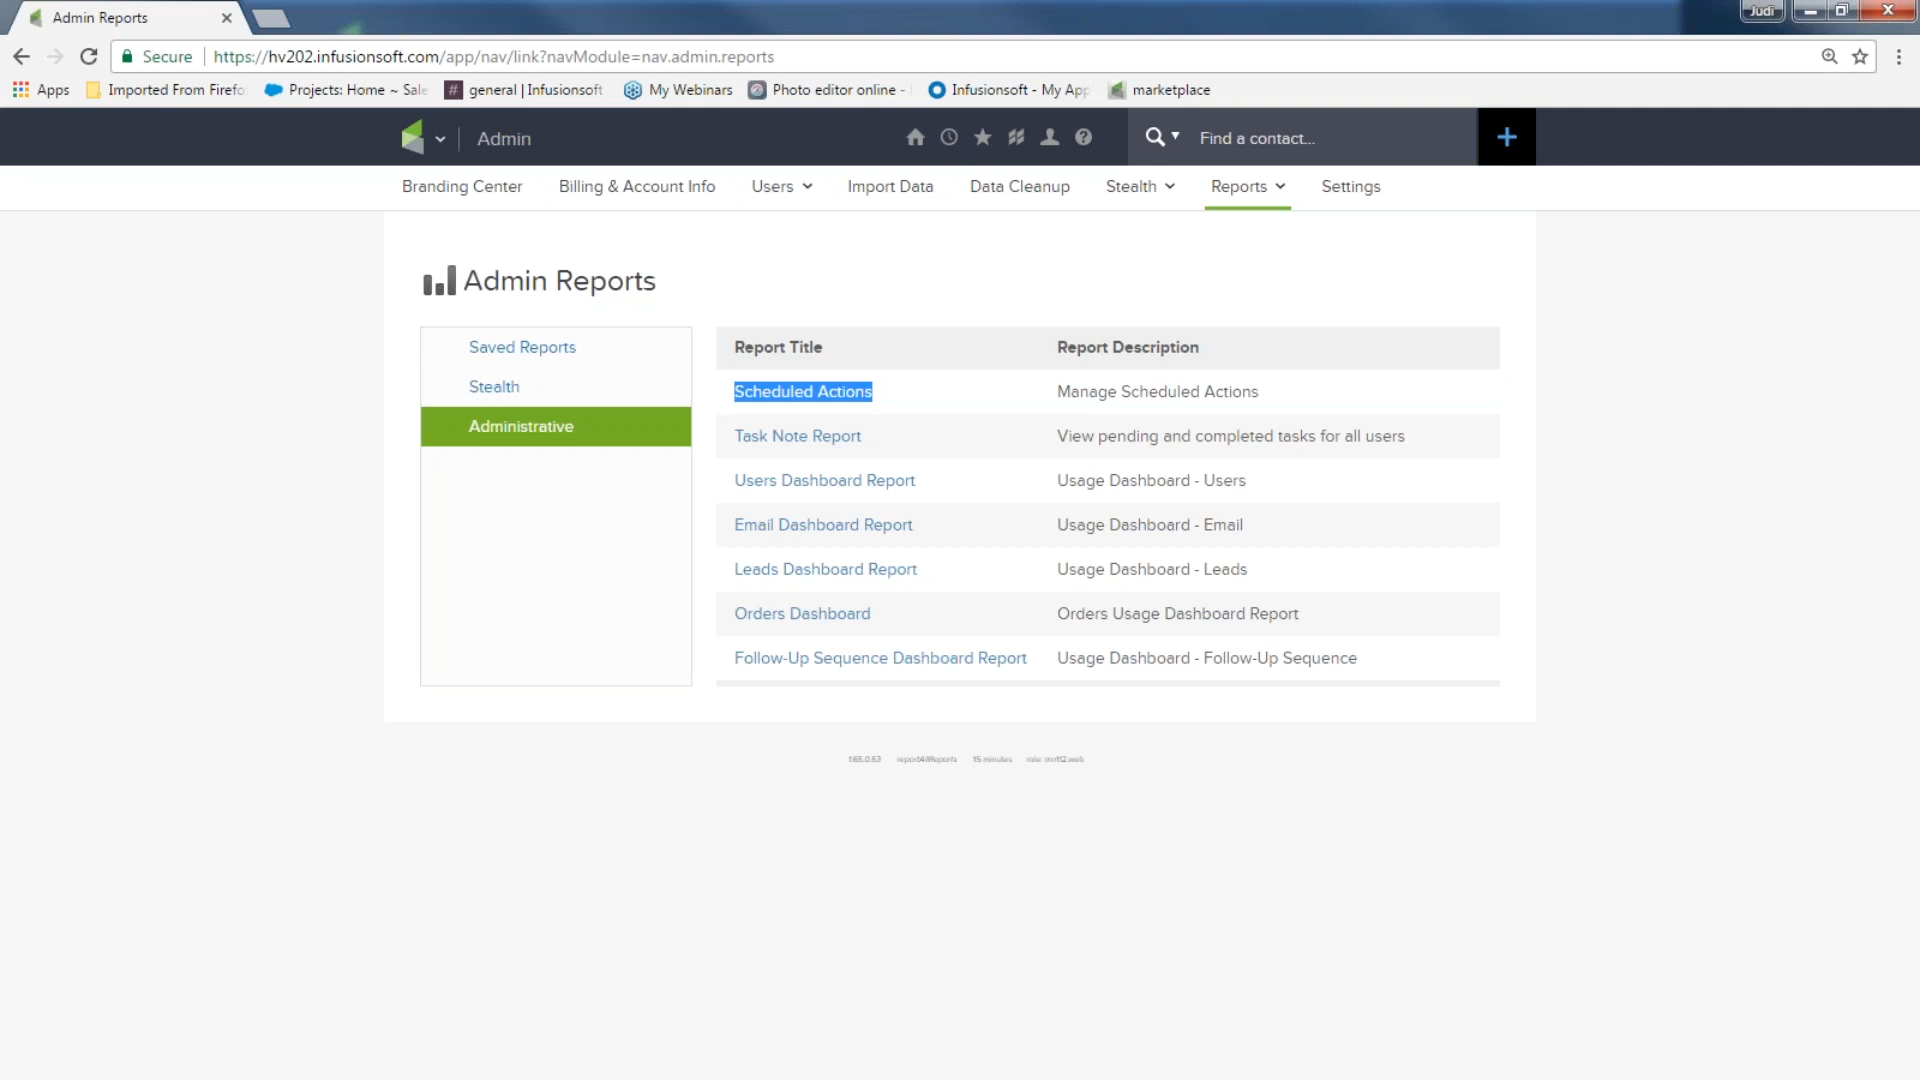 Admin Reports
Judi
Secure https://hv202.infusionsoft.com/app/nav/link?navModule=nav.admin.reports
Apps Imported From Firefo Projects: Home ~ Sale # general | Infusionsoft My Webinars Photo editor online - Infusionsoft - My App marketplace
Admin Find a contact...
Branding Center Billing & Account Info Users Import Data Data Cleanup Stealth Reports Settings
Admin Reports
Saved Reports
Stealth
Administrative
Report Title Report Description
Scheduled Actions Manage Scheduled Actions
Task Note Report View pending and completed tasks for all users
Users Dashboard Report Usage Dashboard - Users
Email Dashboard Report Usage Dashboard - Email
Leads Dashboard Report Usage Dashboard - Leads
Orders Dashboard Orders Usage Dashboard Report
Follow-Up Sequence Dashboard Report Usage Dashboard - Follow-Up Sequence
15 minutes